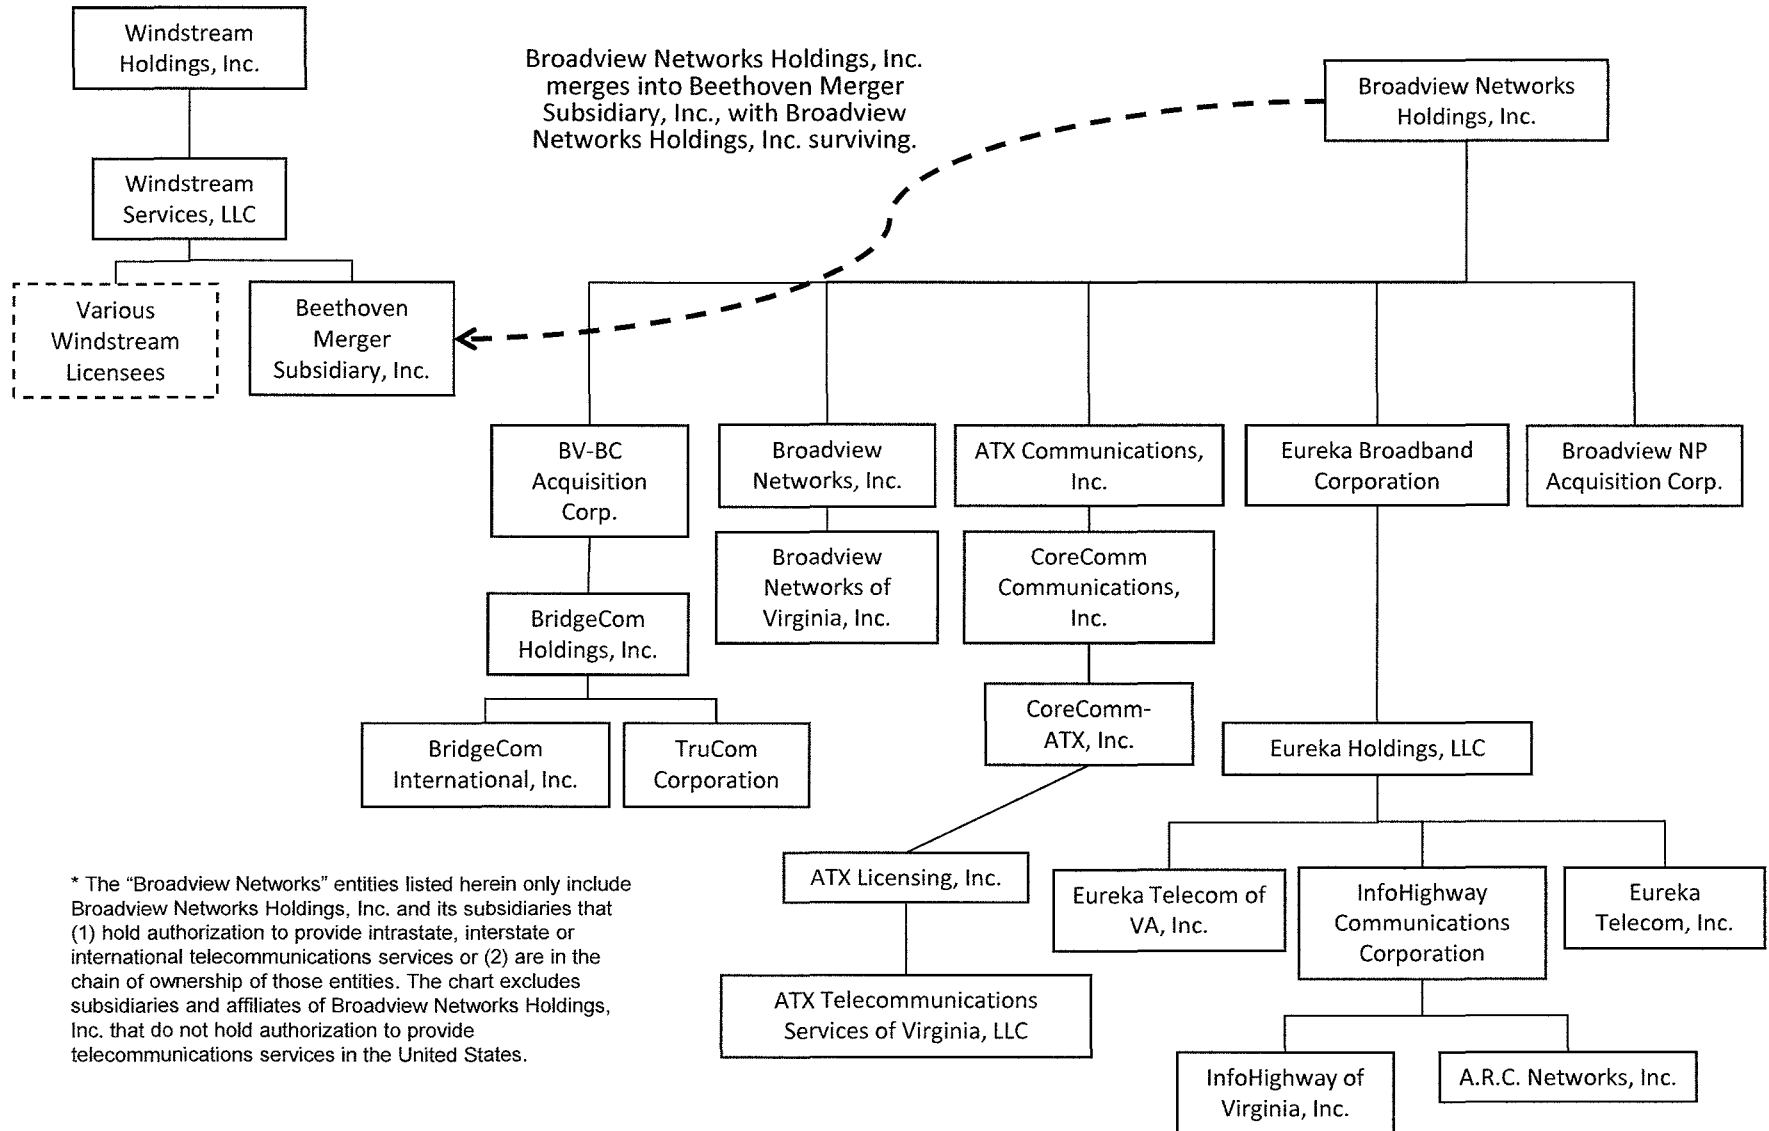 Windstream
Holdings, Inc.
Broadview Networks Holdings, Inc.
merges into Beethoven Merger
Subsidiary, Inc., with Broadview
Networks Holdings, Inc. surviving.
Broadview Networks
Holdings, Inc.
Windstream
Services, LLC
Various
Windstream
Licensees
Beethoven
Merger
Subsidiary, Inc.
BV-BC
Acquisition
Corp.
Broadview
Networks, Inc.
ATX Communications,
Inc.
Eureka Broadband
Corporation
Broadview NP
Acquisition Corp.
Broadview
Networks of
Virginia, Inc.
CoreComm
Communications,
Inc.
BridgeCom
Holdings, Inc.
CoreComm-
ATX, Inc.
BridgeCom
International, Inc.
TruCom
Corporation
Eureka Holdings, LLC
ATX Licensing, Inc.
Eureka Telecom of
VA, Inc.
InfoHighway
Communications
Corporation
Eureka
Telecom, Inc.
* The “Broadview Networks” entities listed herein only include
Broadview Networks Holdings, Inc. and its subsidiaries that
(1) hold authorization to provide intrastate, interstate or
international telecommunications services or (2) are in the
chain of ownership of those entities. The chart excludes
subsidiaries and affiliates of Broadview Networks Holdings,
Inc. that do not hold authorization to provide
telecommunications services in the United States.
ATX Telecommunications
Services of Virginia, LLC
InfoHighway of
Virginia, Inc.
A.R.C. Networks, Inc.